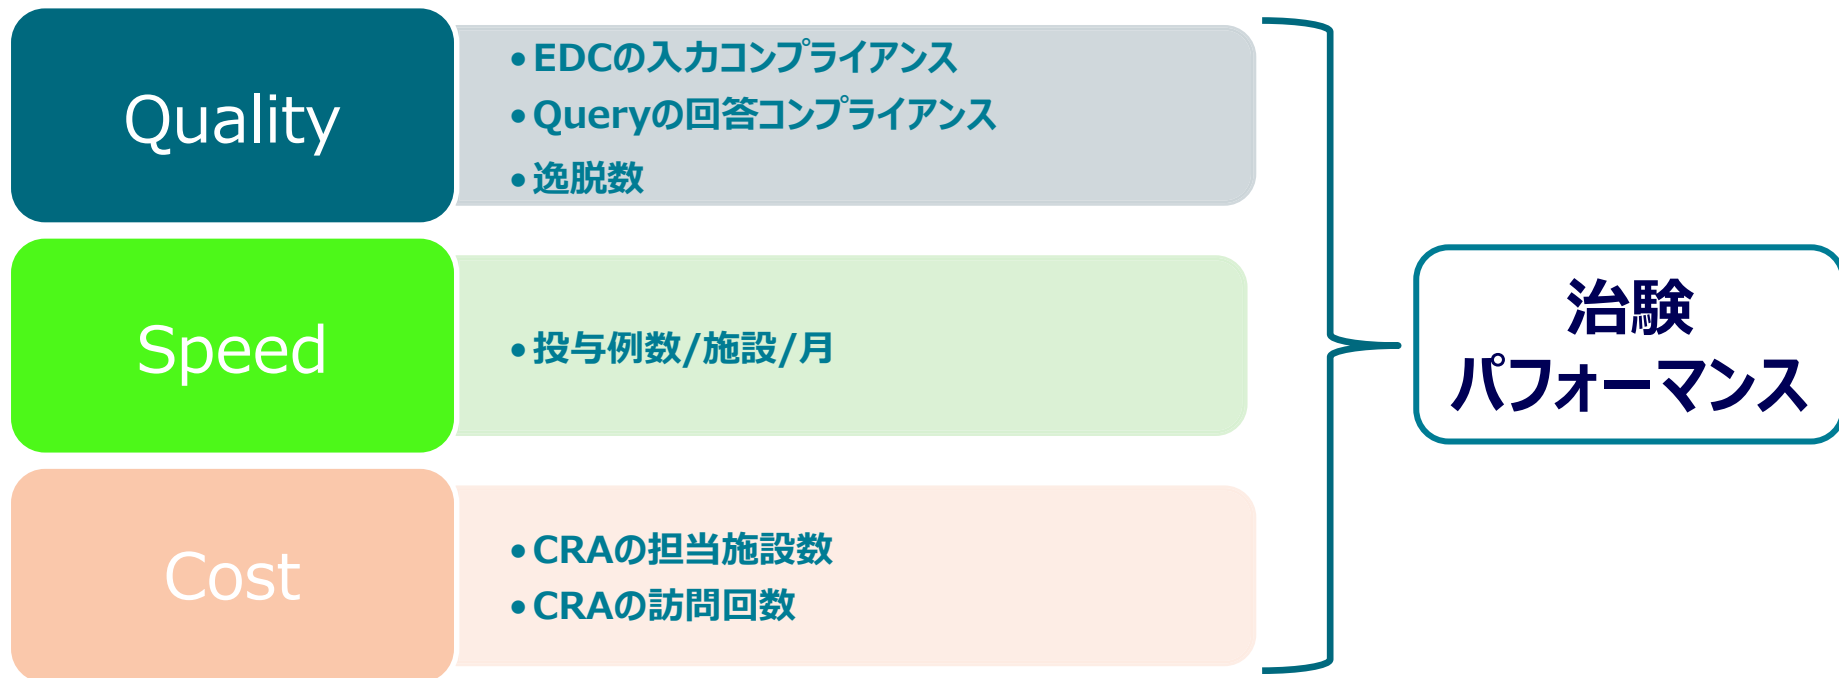 Quality
•EDCの入力コンプライアンス
•Queryの回答コンプライアンス
•逸脱数
Speed
•投与例数/施設/月
Cost
•CRAの担当施設数
•CRAの訪問回数
治験
パフォーマンス